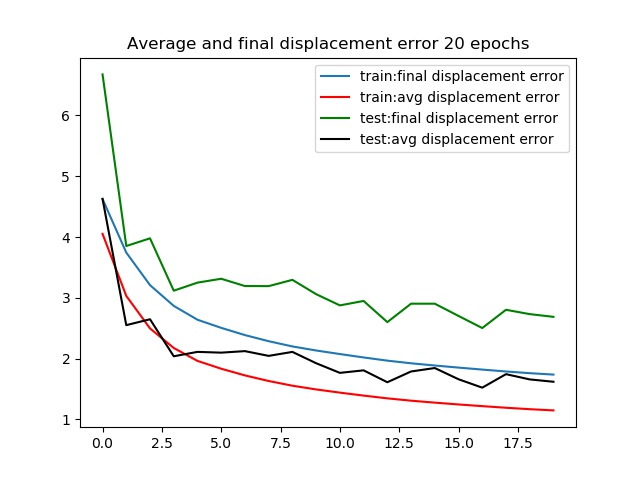 Average and final displacement error 20 epochs
train:final displacement error
train:avg displacement error
test:final displacement error
test:avg displacement error
6
5
4
3
2
1
0.0 2.5 5.0 7.5 10.0 12.5 15.0 17.5